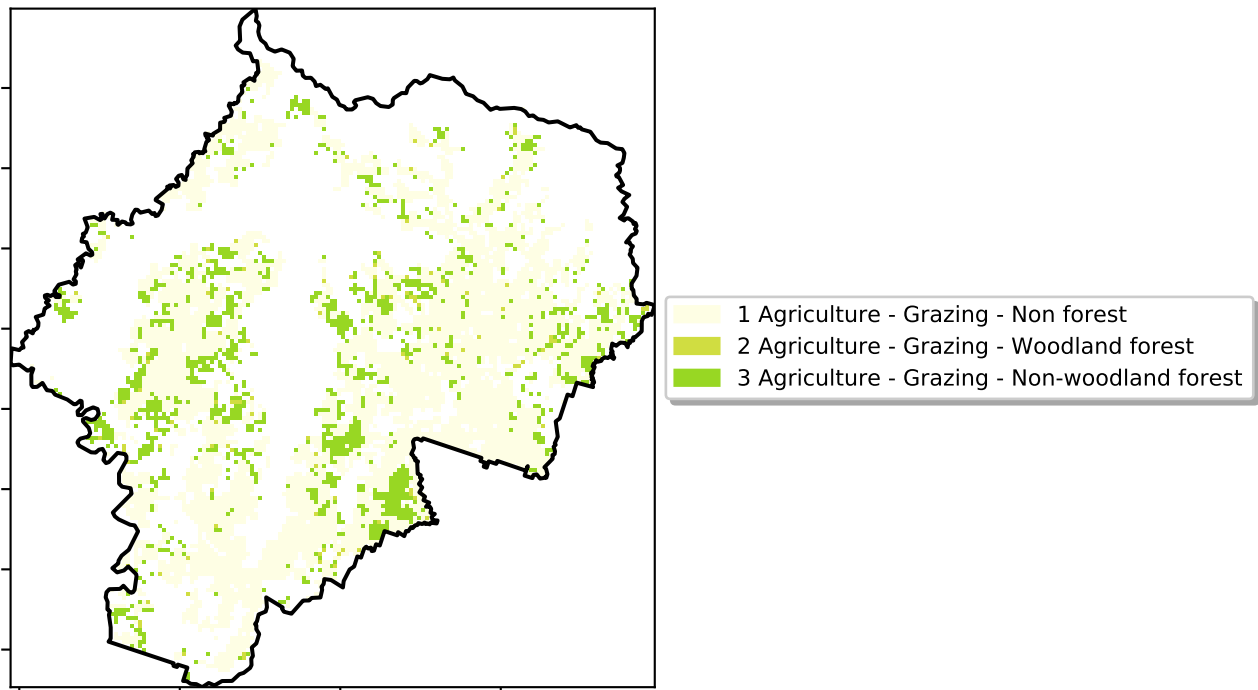 1 Agriculture - Grazing - Non forest
2 Agriculture - Grazing - Woodland forest
3 Agriculture - Grazing - Non-woodland forest